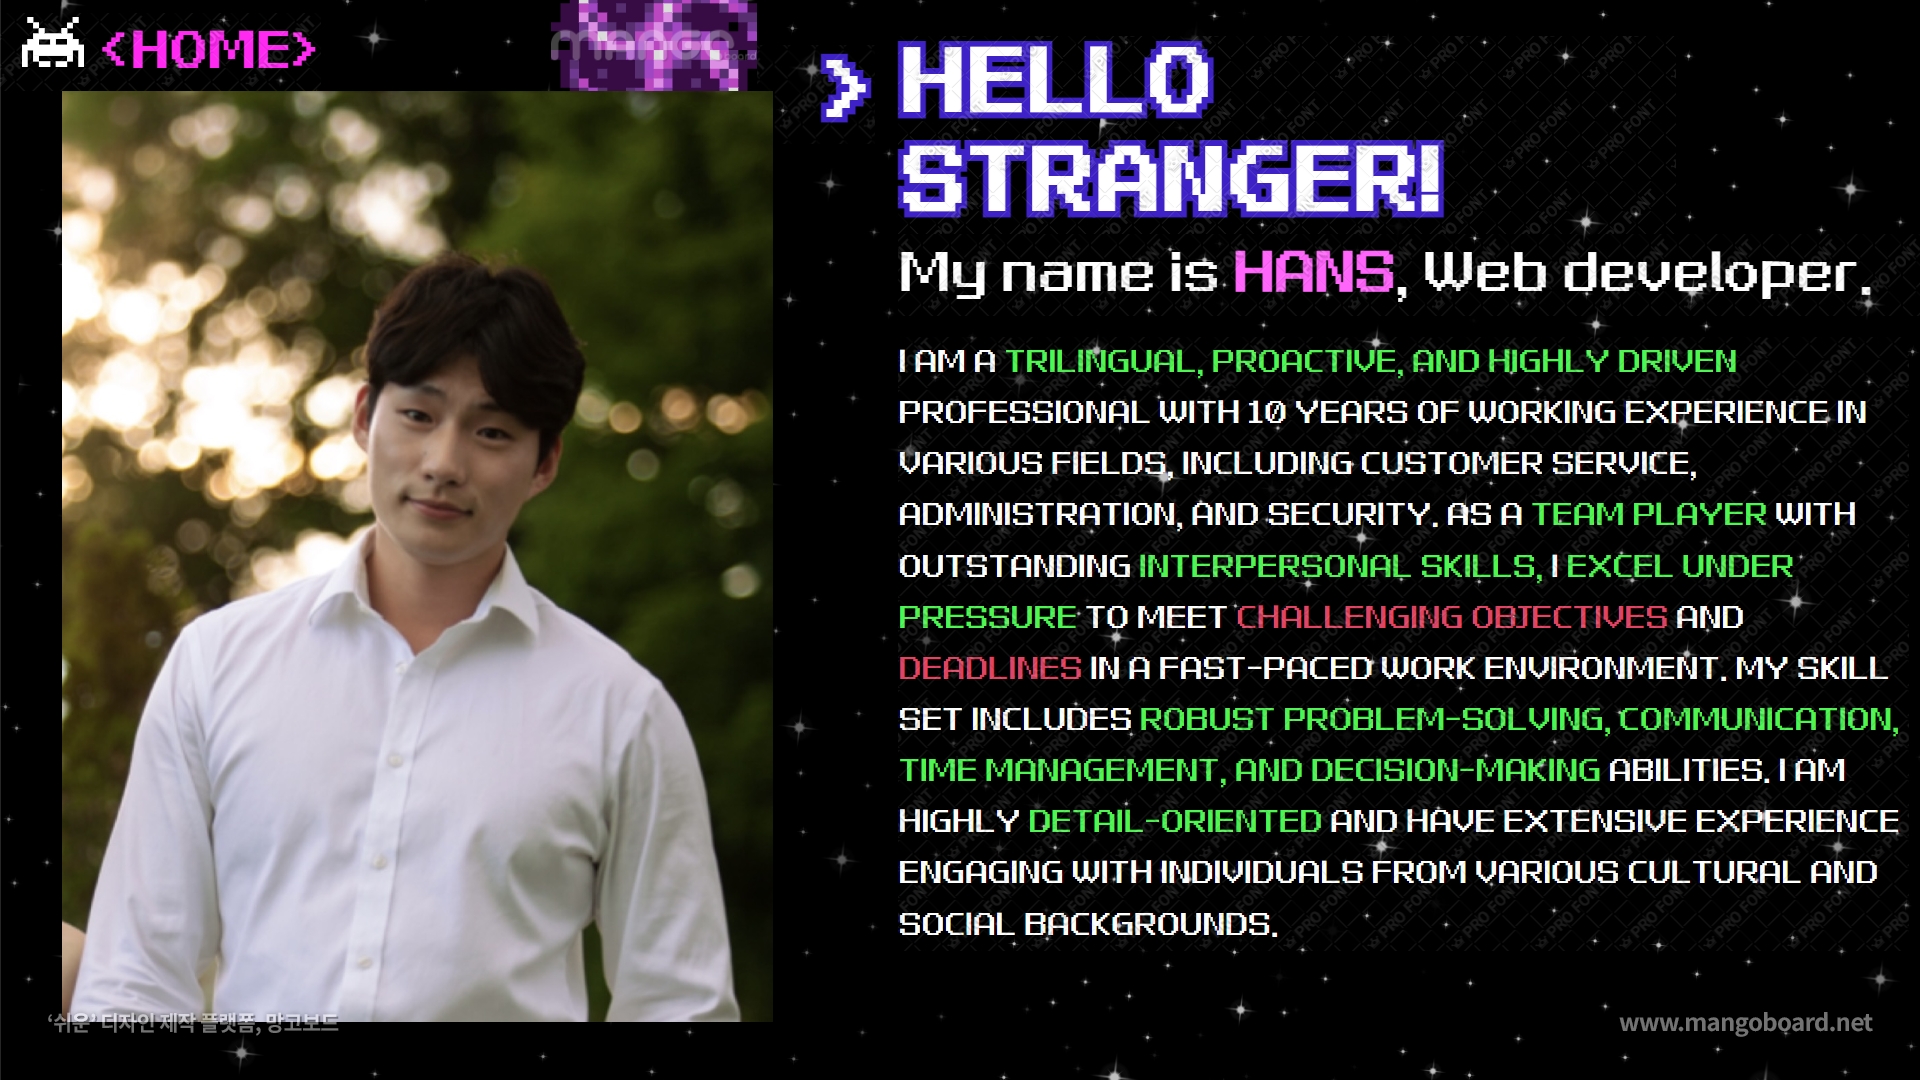 <HOME>
mango
board
> HELLO
STRANGER!
My name is HANS, Web developer.
I AM A TRILINGUAL, PROACTIVE, AND HIGHLY DRIVEN
PROFESSIONAL WITH 10 YEARS OF WORKING EXPERIENCE IN
VARIOUS FIELDS, INCLUDING CUSTOMER SERVICE,
ADMINISTRATION, AND SECURITY. AS A TEAM PLAYER WITH
OUTSTANDING INTERPERSONAL SKILLS, I EXCEL UNDER
PRESSURE TO MEET CHALLENGING OBJECTIVES AND
DEADLINES IN A FAST-PACED WORK ENVIRONMENT. MY SKILL
SET INCLUDES ROBUST PROBLEM-SOLVING, COMMUNICATION,
TIME MANAGEMENT, AND DECISION-MAKING ABILITIES. I AM
HIGHLY DETAIL-ORIENTED AND HAVE EXTENSIVE EXPERIENCE
ENGAGING WITH INDIVIDUALS FROM VARIOUS CULTURAL AND
SOCIAL BACKGROUNDS.
PRO FONT
‘쉬운’ 디자인 제작 플랫폼, 망고보드
www.mangoboard.net